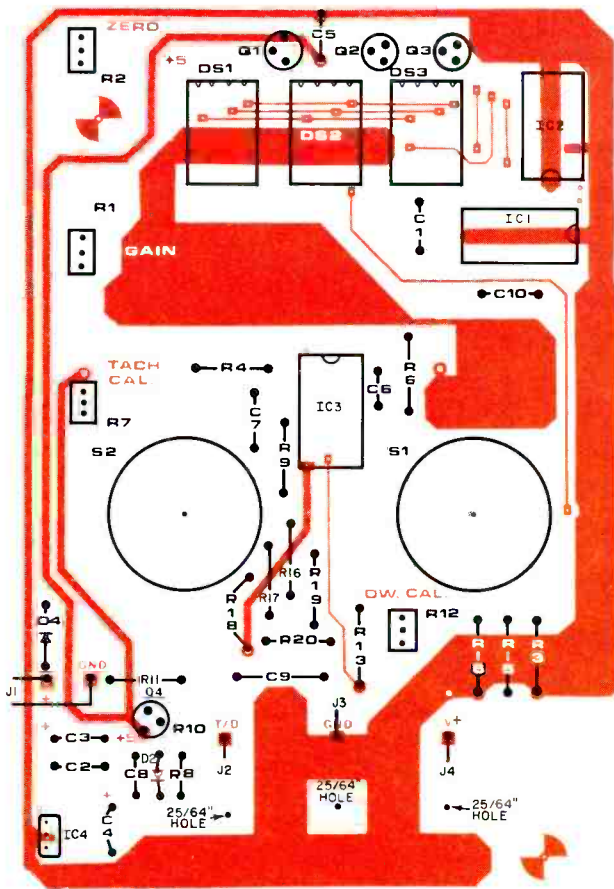 ZERO
C5
Q1
Q2
Q3
+5
R2
DS1
DS3
DS2
IC2
R1
C1
IC1
GAIN
C10
TACH
CAL.
R4
R6
C6
IC3
C7
R7
R9
S2
S1
R16
R17
R19
R18
DW. CAL.
R12
D4
R20
R13
R3
GND
R11
C9
J1
Q4
J3
+
+
T/D
GND
V+
R10
C3
+5
D2
J2
J4
C2
C8
R8
25/64"
HOLE
25/64"
HOLE
25/64"
HOLE
+
C4
IC4